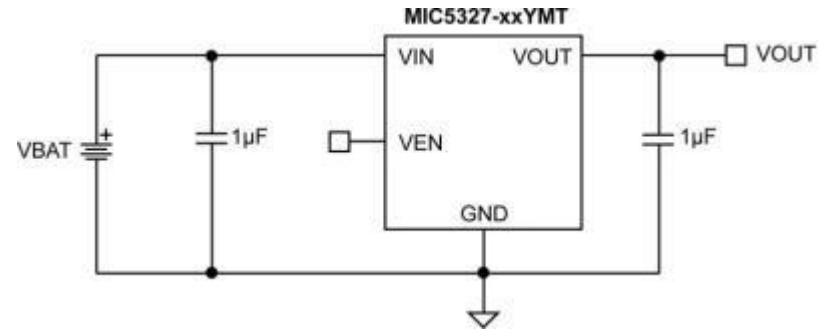 MIC5327-xxYMT
VIN VOUT VOUT
VBAT + 1µF VEN 1µF
GND